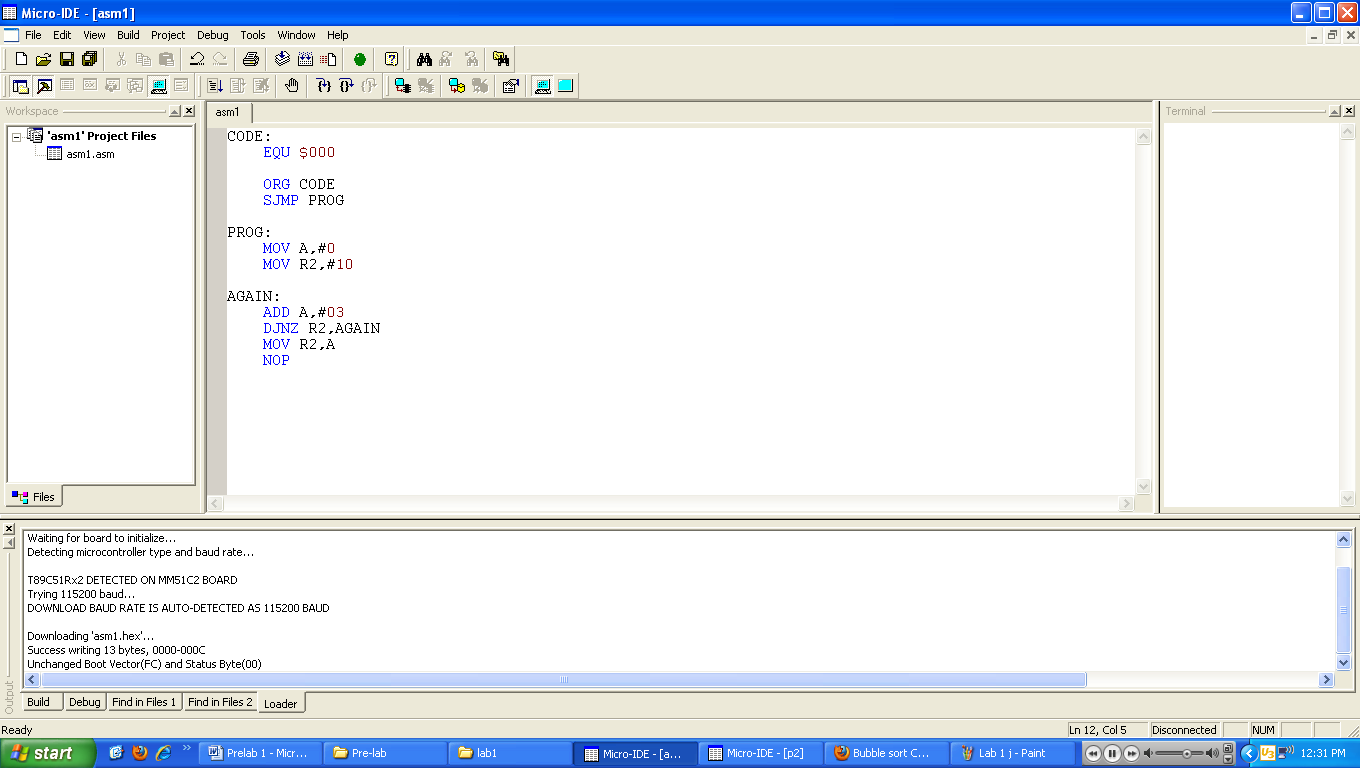 Micro-IDE - [asm1]
File Edit View Build Project Debug Tools Window Help
Workspace
asm1
Terminal
'asm1' Project Files
asm1.asm
CODE:
EQU $000
ORG CODE
SJMP PROG
PROG:
MOV A,#0
MOV R2,#10
AGAIN:
ADD A,#03
DJNZ R2,AGAIN
MOV R2,A
NOP
Files
Waiting for board to initialize...
Detecting microcontroller type and baud rate...
T89C51Rx2 DETECTED ON MM51C2 BOARD
Trying 115200 baud...
DOWNLOAD BAUD RATE IS AUTO-DETECTED AS 115200 BAUD
Downloading 'asm1.hex'...
Success writing 13 bytes, 0000-000C
Unchanged Boot Vector(FC) and Status Byte(00)
Output
Build Debug Find in Files 1 Find in Files 2 Loader
Ready Ln 12, Col 5 Disconnected NUM
start Prelab 1 - Micr... Pre-lab lab1 Micro-IDE - [a... Micro-IDE - [p2] Bubble sort C... Lab 1 j - Paint 12:31 PM